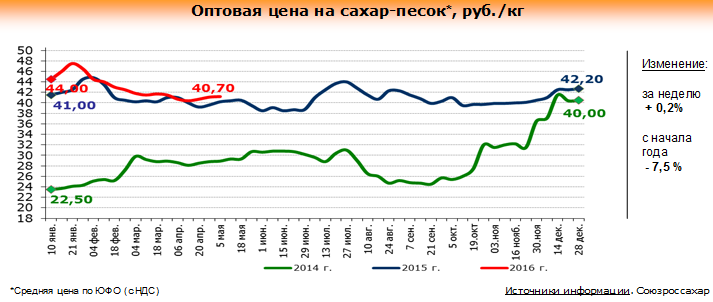 Оптовая цена на сахар-песок*, руб./кг
50
48
46
44
42
40
38
36
34
32
30
28
26
24
22
20
18
44,00
41,00
22,50
40,70
42,20
40,00
10 янв.
21 янв.
04 фев.
18 фев.
04 мар.
18 мар.
06 апр.
20 апр.
5 мая
18 мая
1 июн.
15 июн.
29 июн.
13 июл.
27 июл.
10 авг.
24 авг.
7 сен.
21 сен.
5 окт.
19.окт
03 нояб.
16 нояб.
30.ноя
14 дек.
28 дек.
2014 г.
2015 г.
2016 г.
Изменение:
за неделю
+ 0,2%
с начала
года
- 7,5 %
*Средняя цена по ЮФО (с НДС)
Источники информации. Союзроссахар